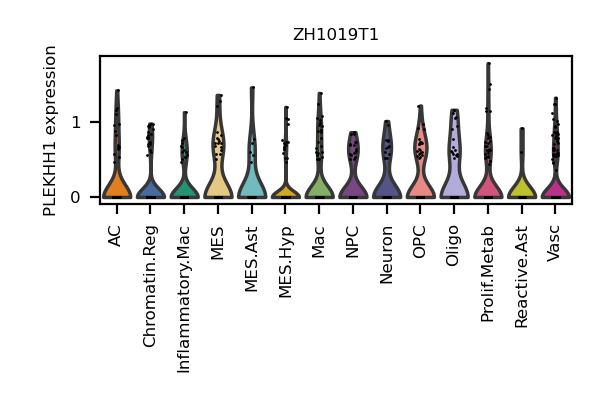 ZH1019T1
PLEKHH1 expression
1
0
AC
Chromatin.Reg
Inflammatory.Mac
MES
MES.Ast
MES.Hyp
Mac
NPC
Neuron
OPC
Oligo
Prolif.Metab
Reactive.Ast
Vasc